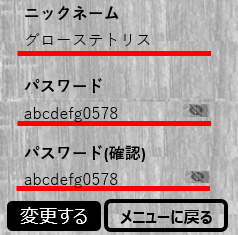 ニックネーム
グローステトリス
パスワード
abcdefg0578
パスワード(確認)
abcdefg0578
変更する
メニューに戻る